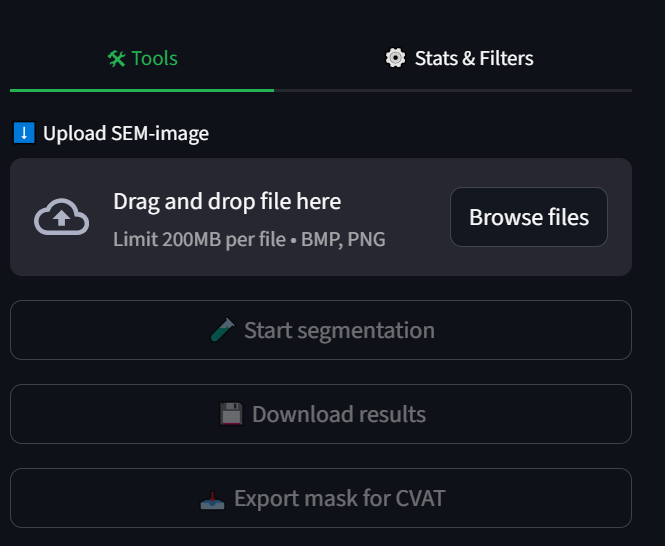 🛠 Tools
⚙ Stats & Filters
⬇ Upload SEM-image
Drag and drop file here
Limit 200MB per file • BMP, PNG
Browse files
🧪 Start segmentation
💾 Download results
📥 Export mask for CVAT